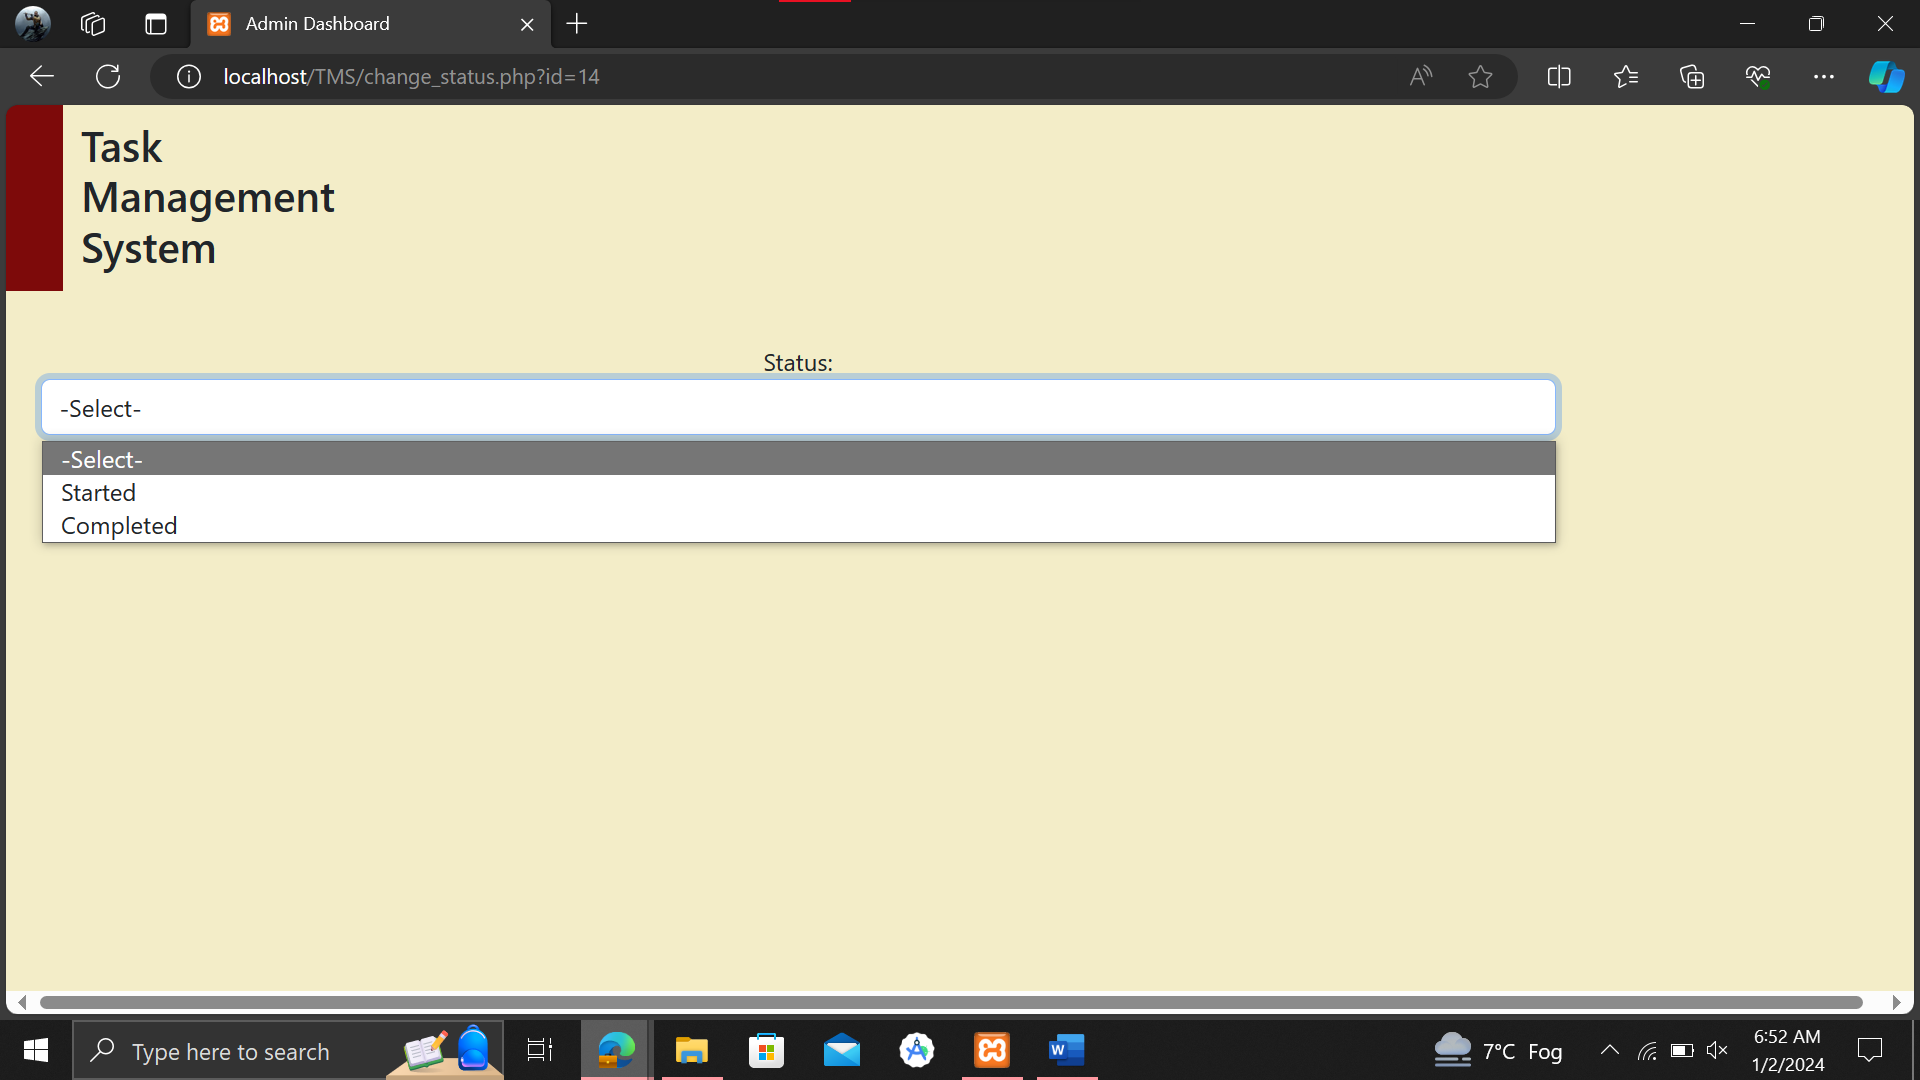 Admin Dashboard
localhost/TMS/change_status.php?id=14
Task
Management
System
Status:
-Select-
-Select-
Started
Completed
Type here to search
7°C Fog
6:52 AM
1/2/2024